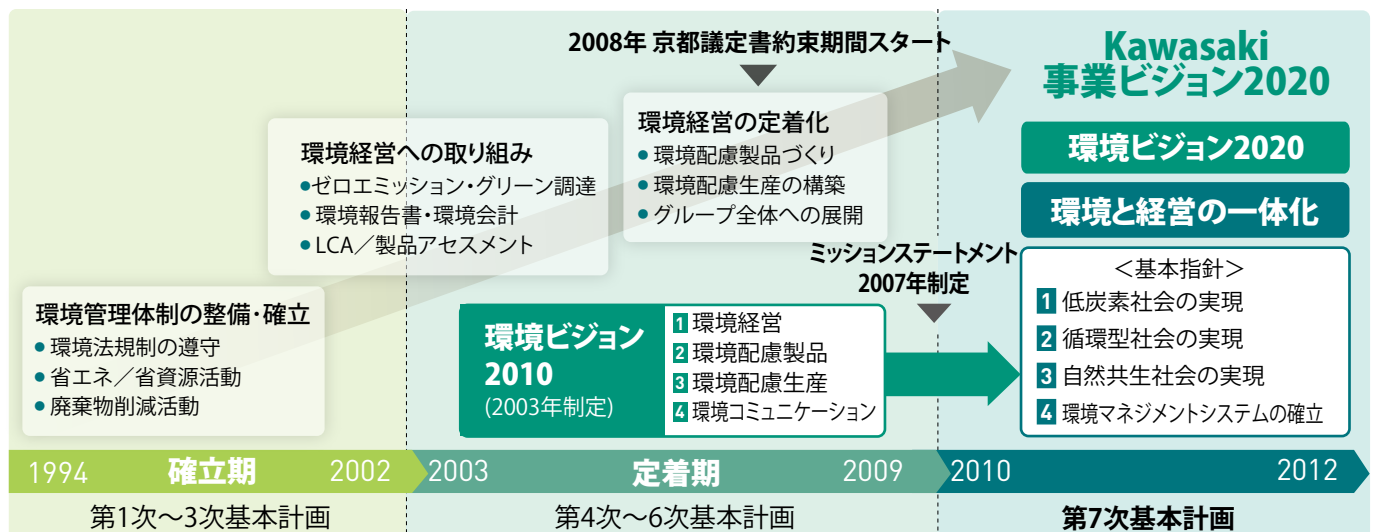 2008年 京都議定書約束期間スタート
Kawasaki
事業ビジョン2020
環境ビジョン2020
環境と経営の一体化
環境経営の定着化
●環境配慮製品づくり
●環境配慮生産の構築
●グループ全体への展開
環境経営への取り組み
●ゼロエミッション・グリーン調達
●環境報告書・環境会計
●LCA／製品アセスメント
ミッションステートメント
2007年制定
＜基本指針＞
1 低炭素社会の実現
2 循環型社会の実現
3 自然共生社会の実現
4 環境マネジメントシステムの確立
環境管理体制の整備・確立
●環境法規制の遵守
●省エネ／省資源活動
●廃棄物削減活動
環境ビジョン
2010
(2003年制定)
1 環境経営
2 環境配慮製品
3 環境配慮生産
4 環境コミュニケーション
1994 確立期 2002
2003 定着期 2009
2010 2012
第1次～3次基本計画
第4次～6次基本計画
第7次基本計画